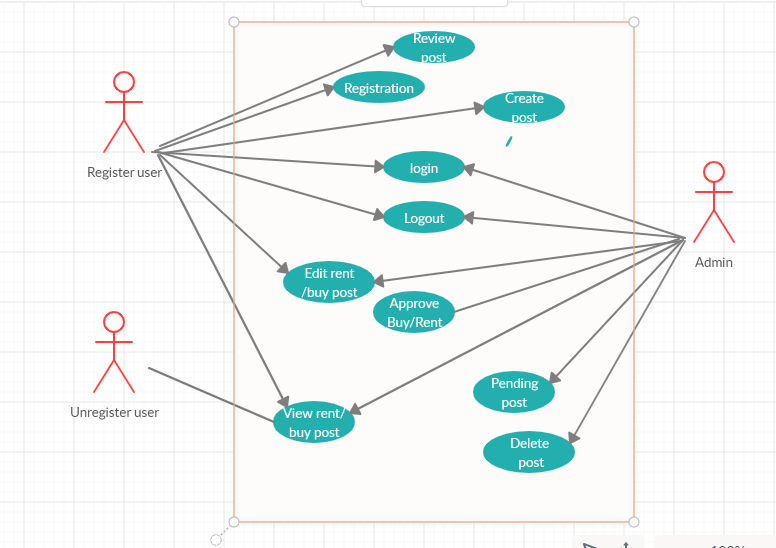 Review
post
Registration
Create
post
Register user
login
Logout
Admin
Edit rent
/buy post
Approve
Buy/Rent
Unregister user
Pending
post
View rent/
buy post
Delete
post